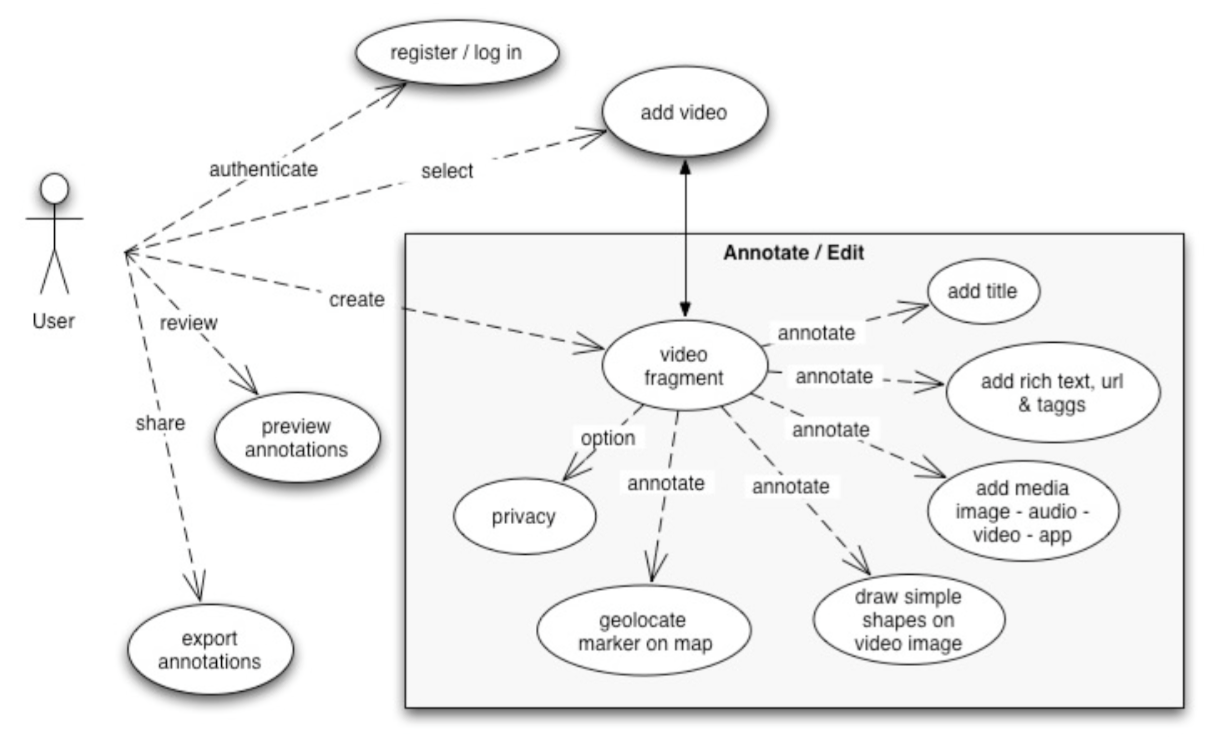 register / log in
add video
authenticate
select
Annotate / Edit
User
create
review
add title
annotate
video
fragment
annotate
add rich text, url
& taggs
share
preview
annotations
option
annotate
annotate
annotate
privacy
add media
image - audio -
video - app
geolocate
marker on map
draw simple
shapes on
video image
export
annotations